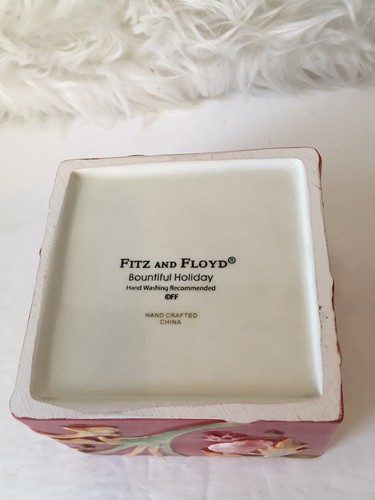 FITZ AND FLOYD®
Bountiful Holiday
Hand Washing Recommended
©FF
HAND CRAFTED
CHINA